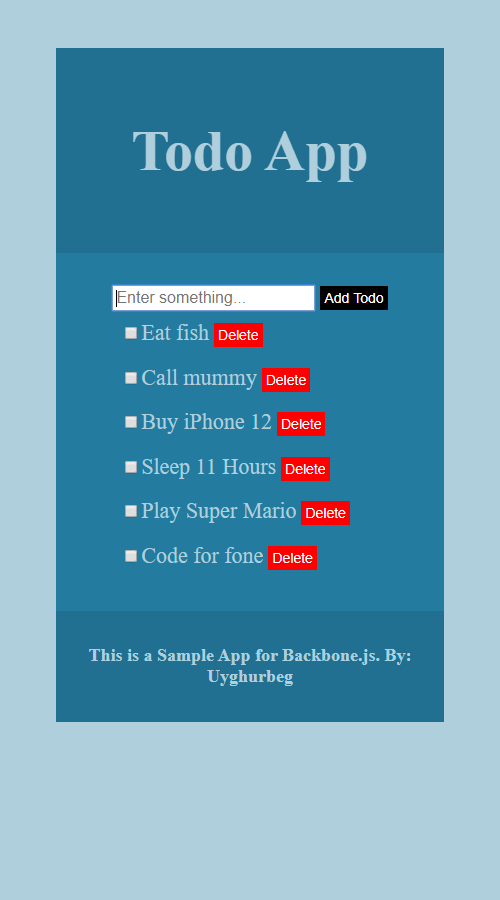 Todo App
Enter something... Add Todo
Eat fish Delete
Call mummy Delete
Buy iPhone 12 Delete
Sleep 11 Hours Delete
Play Super Mario Delete
Code for fone Delete
This is a Sample App for Backbone.js. By:
Uyghurbeg